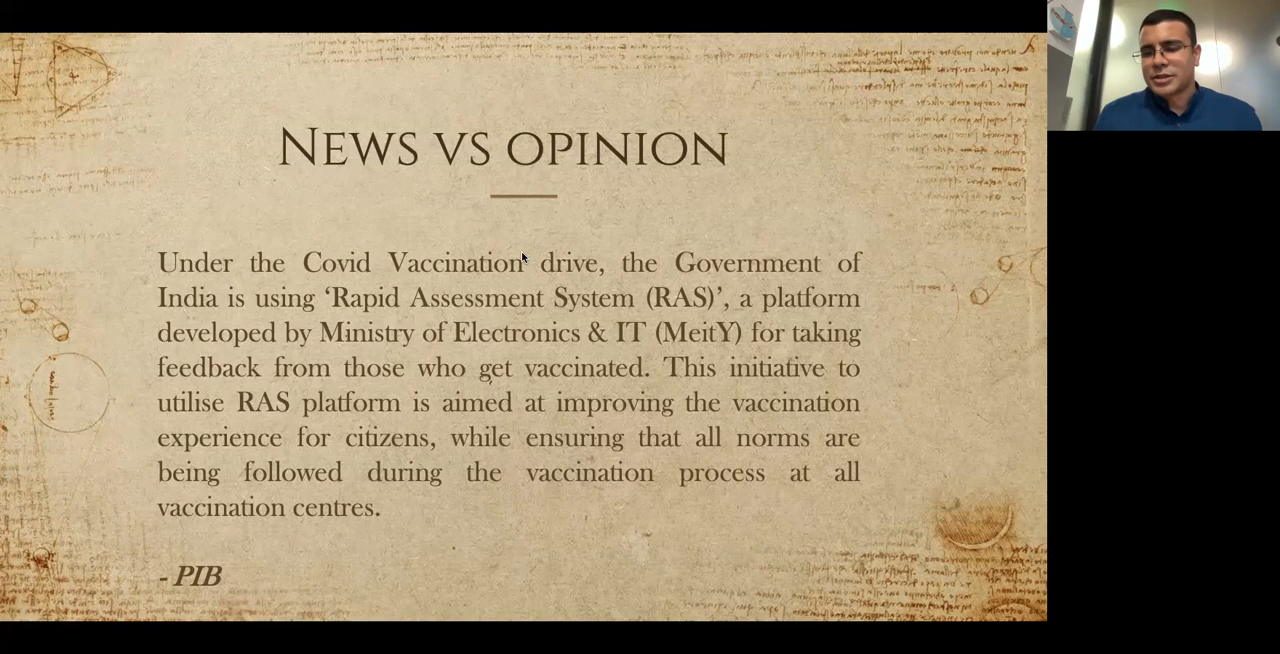 News vs opinion
Under the Covid Vaccination drive, the Government of
India is using ‘Rapid Assessment System (RAS)’, a platform
developed by Ministry of Electronics & IT (MeitY) for taking
feedback from those who get vaccinated. This initiative to
utilise RAS platform is aimed at improving the vaccination
experience for citizens, while ensuring that all norms are
being followed during the vaccination process at all
vaccination centres.
- PIB